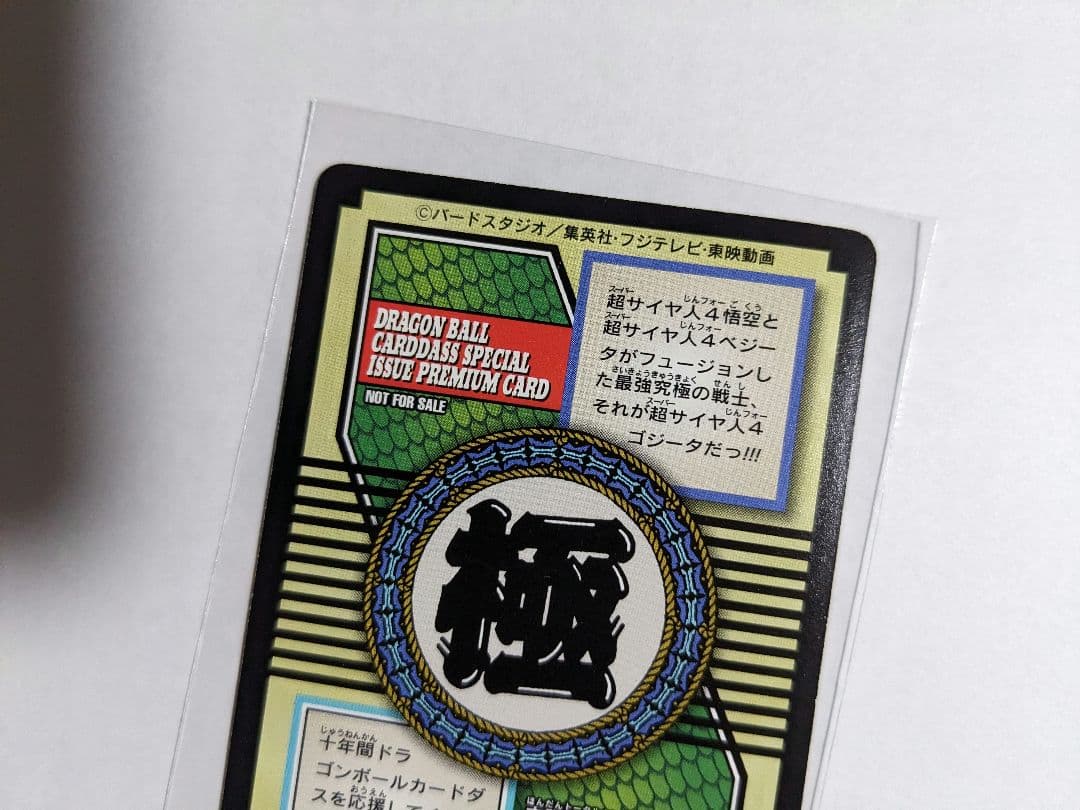 ©バードスタジオ／集英社・フジテレビ・東映動画
DRAGON BALL
CARDDASS SPECIAL
ISSUE PREMIUM CARD
NOT FOR SALE
超サイヤ人4悟空と
超サイヤ人4ベジー
タがフュージョンし
た最強究極の戦士、
それが超サイヤ人4
ゴジータだっ!!!
極
十年間ドラ
ゴンボールカードダ
スを応援して